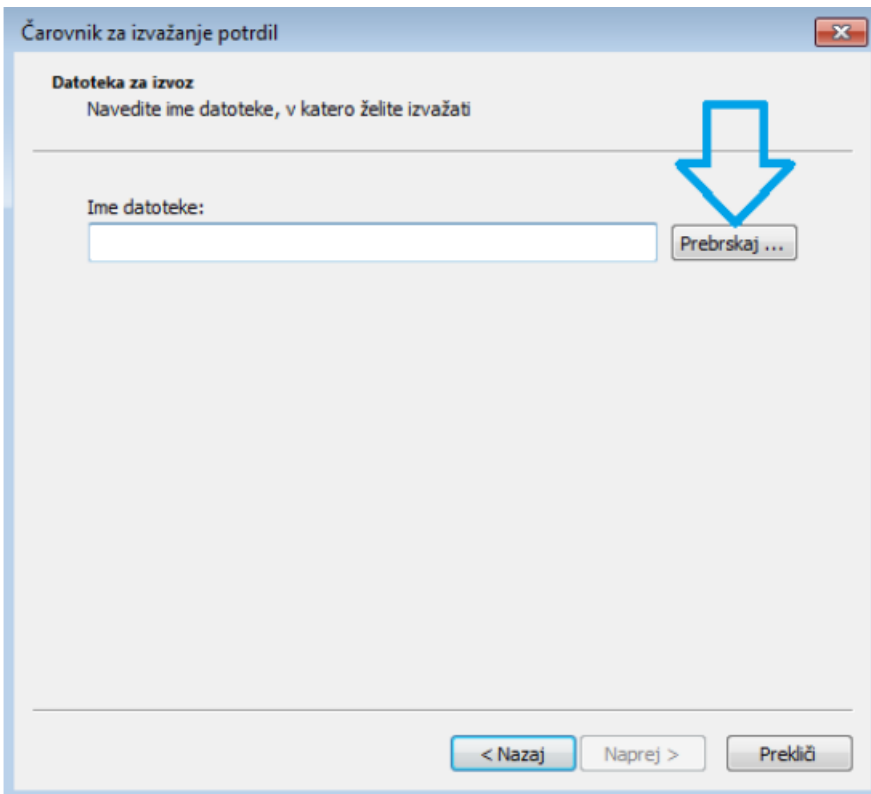 Čarovnik za izvažanje potrdil
Datoteka za izvoz
Navedite ime datoteke, v katero želite izvažati
Ime datoteke:
Prebrskaj ...
< Nazaj
Naprej >
Prekliči